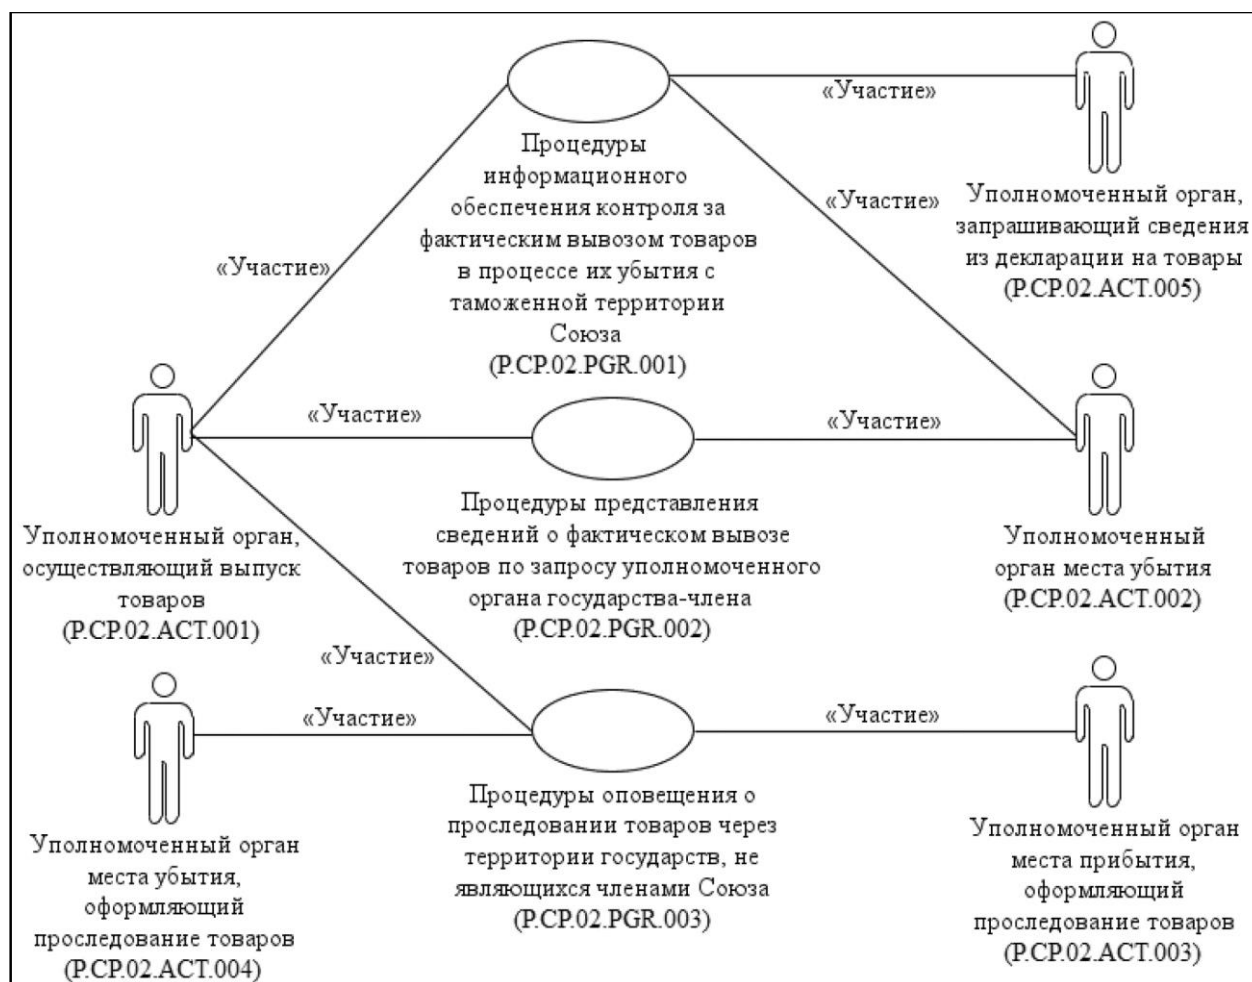 «Участие»
Процедуры
информационного
обеспечения контроля за
фактическим вывозом товаров
в процессе их убытия с
таможенной территории
Союза
(P.CP.02.PGR.001)
Уполномоченный орган,
запрашивающий сведения
из декларации на товары
(P.CP.02.ACT.005)
«Участие»
«Участие»
«Участие»
«Участие»
Уполномоченный орган,
осуществляющий выпуск
товаров
(P.CP.02.ACT.001)
Процедуры представления
сведений о фактическом вывозе
товаров по запросу уполномоченного
органа государства-члена
(P.CP.02.PGR.002)
Уполномоченный
орган места убытия
(P.CP.02.ACT.002)
«Участие»
«Участие»
«Участие»
Уполномоченный орган
места убытия,
оформляющий
проследование товаров
(P.CP.02.ACT.004)
Процедуры оповещения о
проследовании товаров через
территории государств, не
являющихся членами Союза
(P.CP.02.PGR.003)
Уполномоченный орган
места прибытия,
оформляющий
проследование товаров
(P.CP.02.ACT.003)